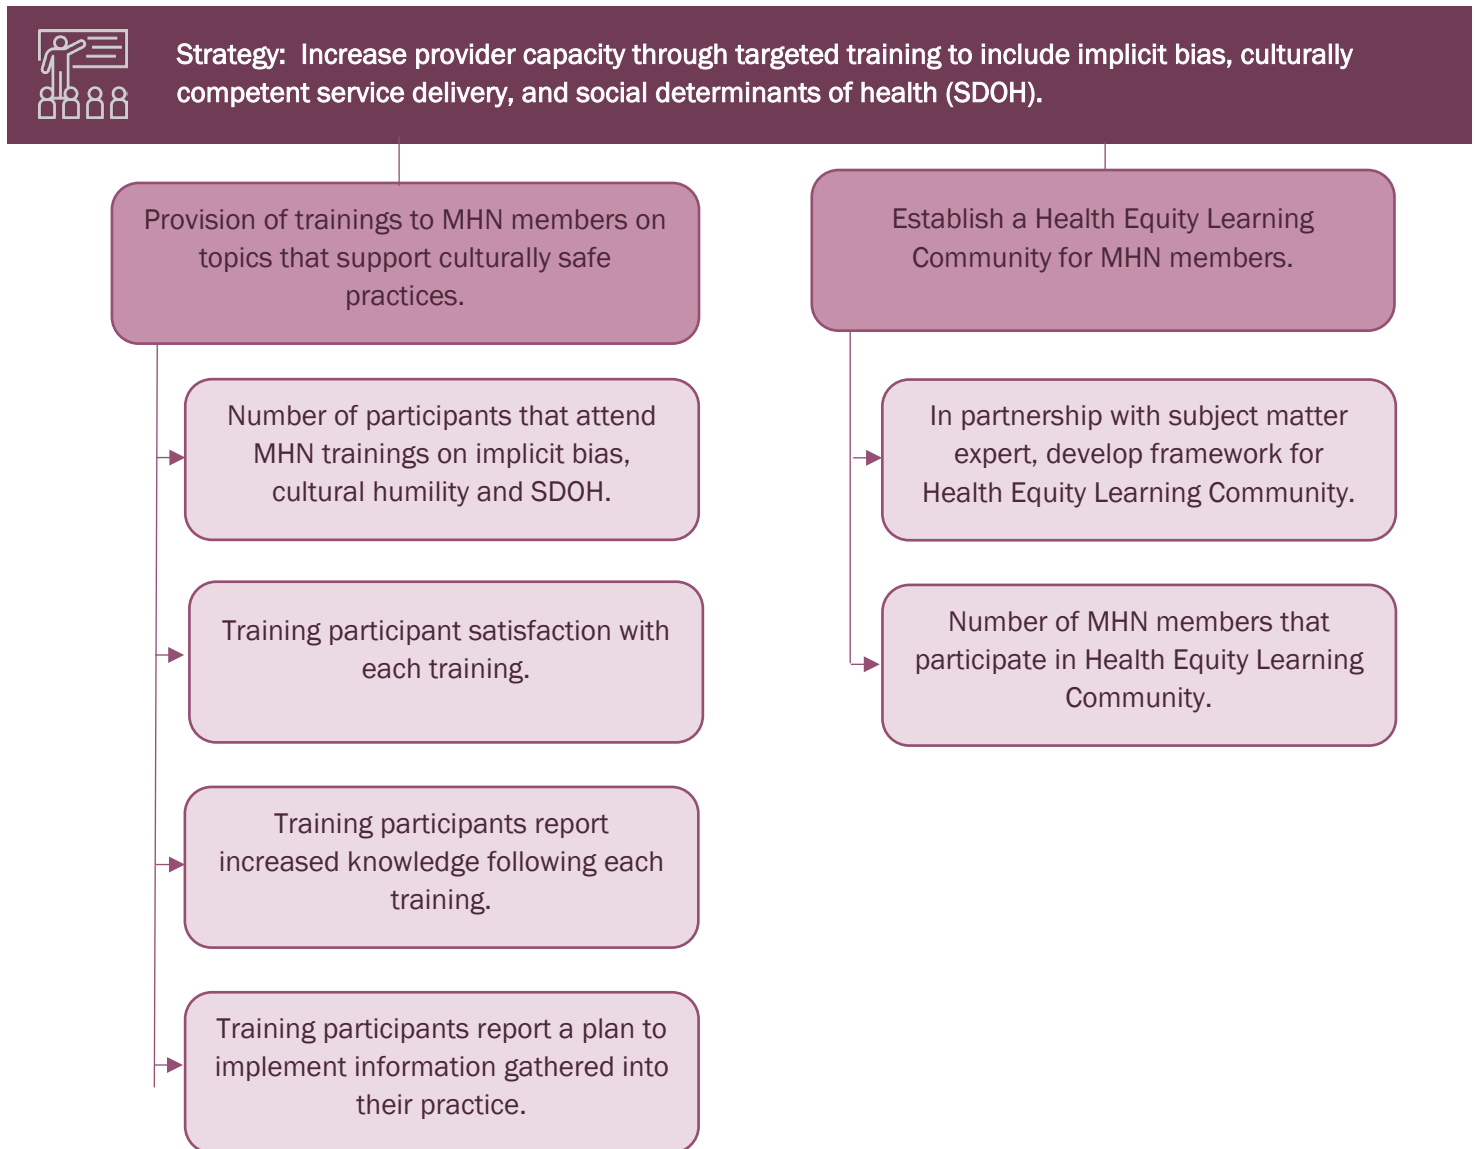 Strategy:  Increase provider capacity through targeted training to include implicit bias, culturally
competent service delivery, and social determinants of health (SDOH).
Provision of trainings to MHN members on
topics that support culturally safe
practices.
Number of participants that attend
MHN trainings on implicit bias,
cultural humility and SDOH.
Training participant satisfaction with
each training.
Training participants report
increased knowledge following each
training.
Training participants report a plan to
implement information gathered into
their practice.
Establish a Health Equity Learning
Community for MHN members.
In partnership with subject matter
expert, develop framework for
Health Equity Learning Community.
Number of MHN members that
participate in Health Equity Learning
Community.